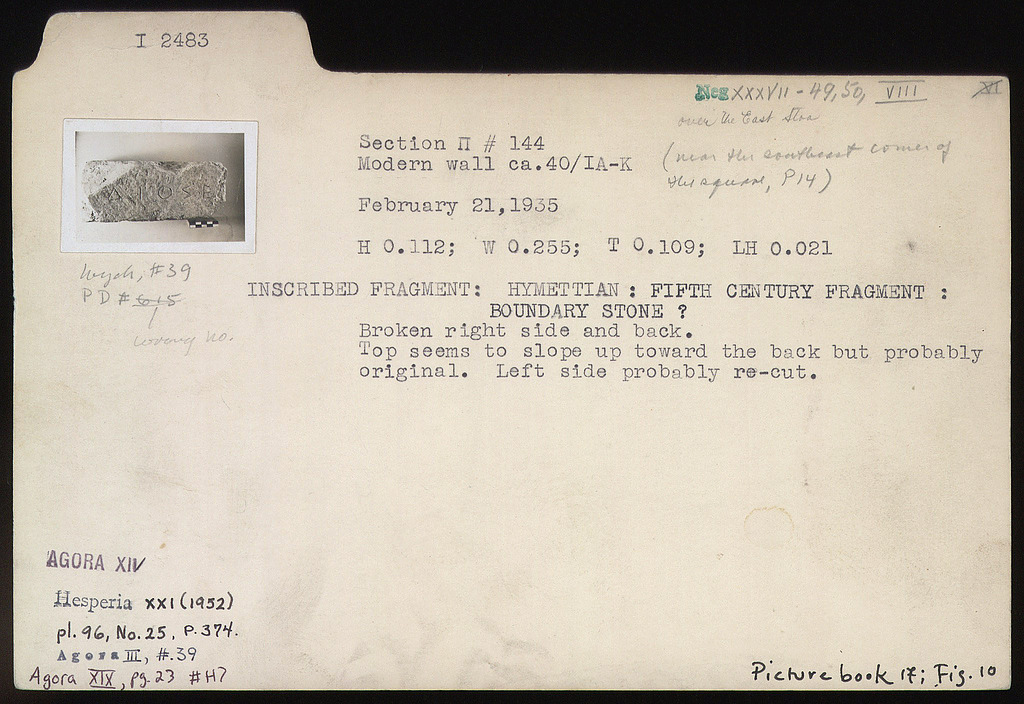 I 2483
Neg XXXVII - 49, 50, VIII XI
over the East Stoa
Section Π # 144
Modern wall ca.40/IA-K
(near the southeast corner of
the square, P14)
February 21,1935
H 0.112; W 0.255; T 0.109; LH 0.021
#39
PD # 615
wrong no.
INSCRIBED FRAGMENT: HYMETTIAN : FIFTH CENTURY FRAGMENT :
BOUNDARY STONE ?
Broken right side and back.
Top seems to slope up toward the back but probably
original. Left side probably re-cut.
AGORA XIV
Hesperia XXI (1952)
pl. 96, No. 25, P. 374.
Agora III, #.39
Agora XIX, pg. 23 #H7
Picture book 17; Fig. 10